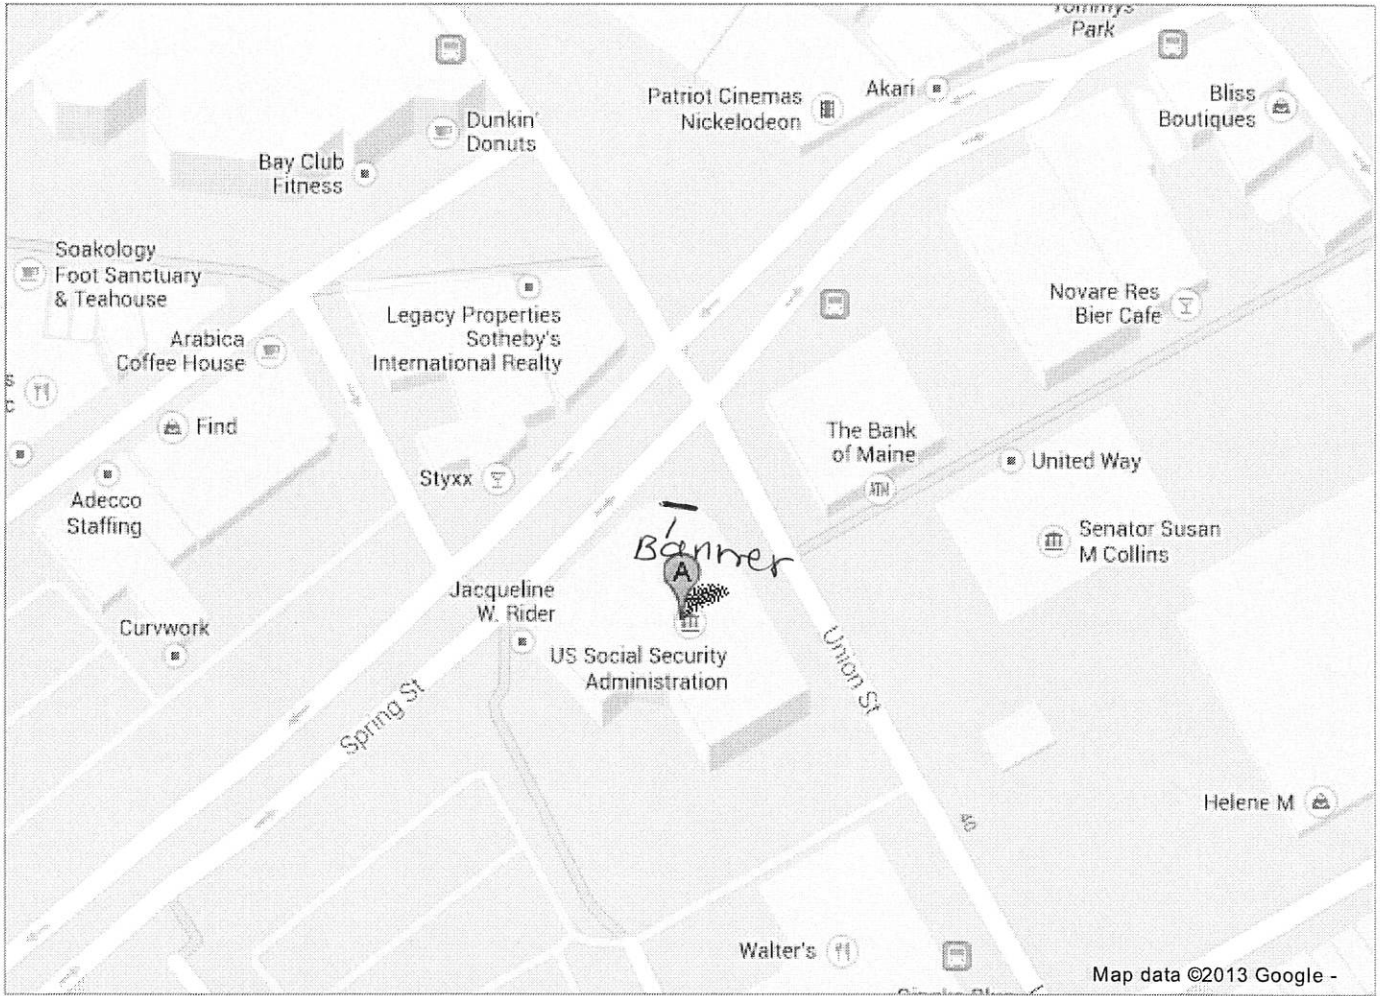 Tommys
Park
Patriot Cinemas
Nickelodeon
Akari
Bliss
Boutiques
Dunkin'
Donuts
Bay Club
Fitness
Soakology
Foot Sanctuary
& Teahouse
Legacy Properties
Sotheby's
International Realty
Novare Res
Bier Cafe
Arabica
Coffee House
s
c
Find
The Bank
of Maine
ATM
United Way
Styxx
Adecco
Staffing
Banner
A
Senator Susan
M Collins
Jacqueline
W. Rider
Curvwork
US Social Security
Administration
Union St
Spring St
Helene M
Walter's
Map data ©2013 Google -